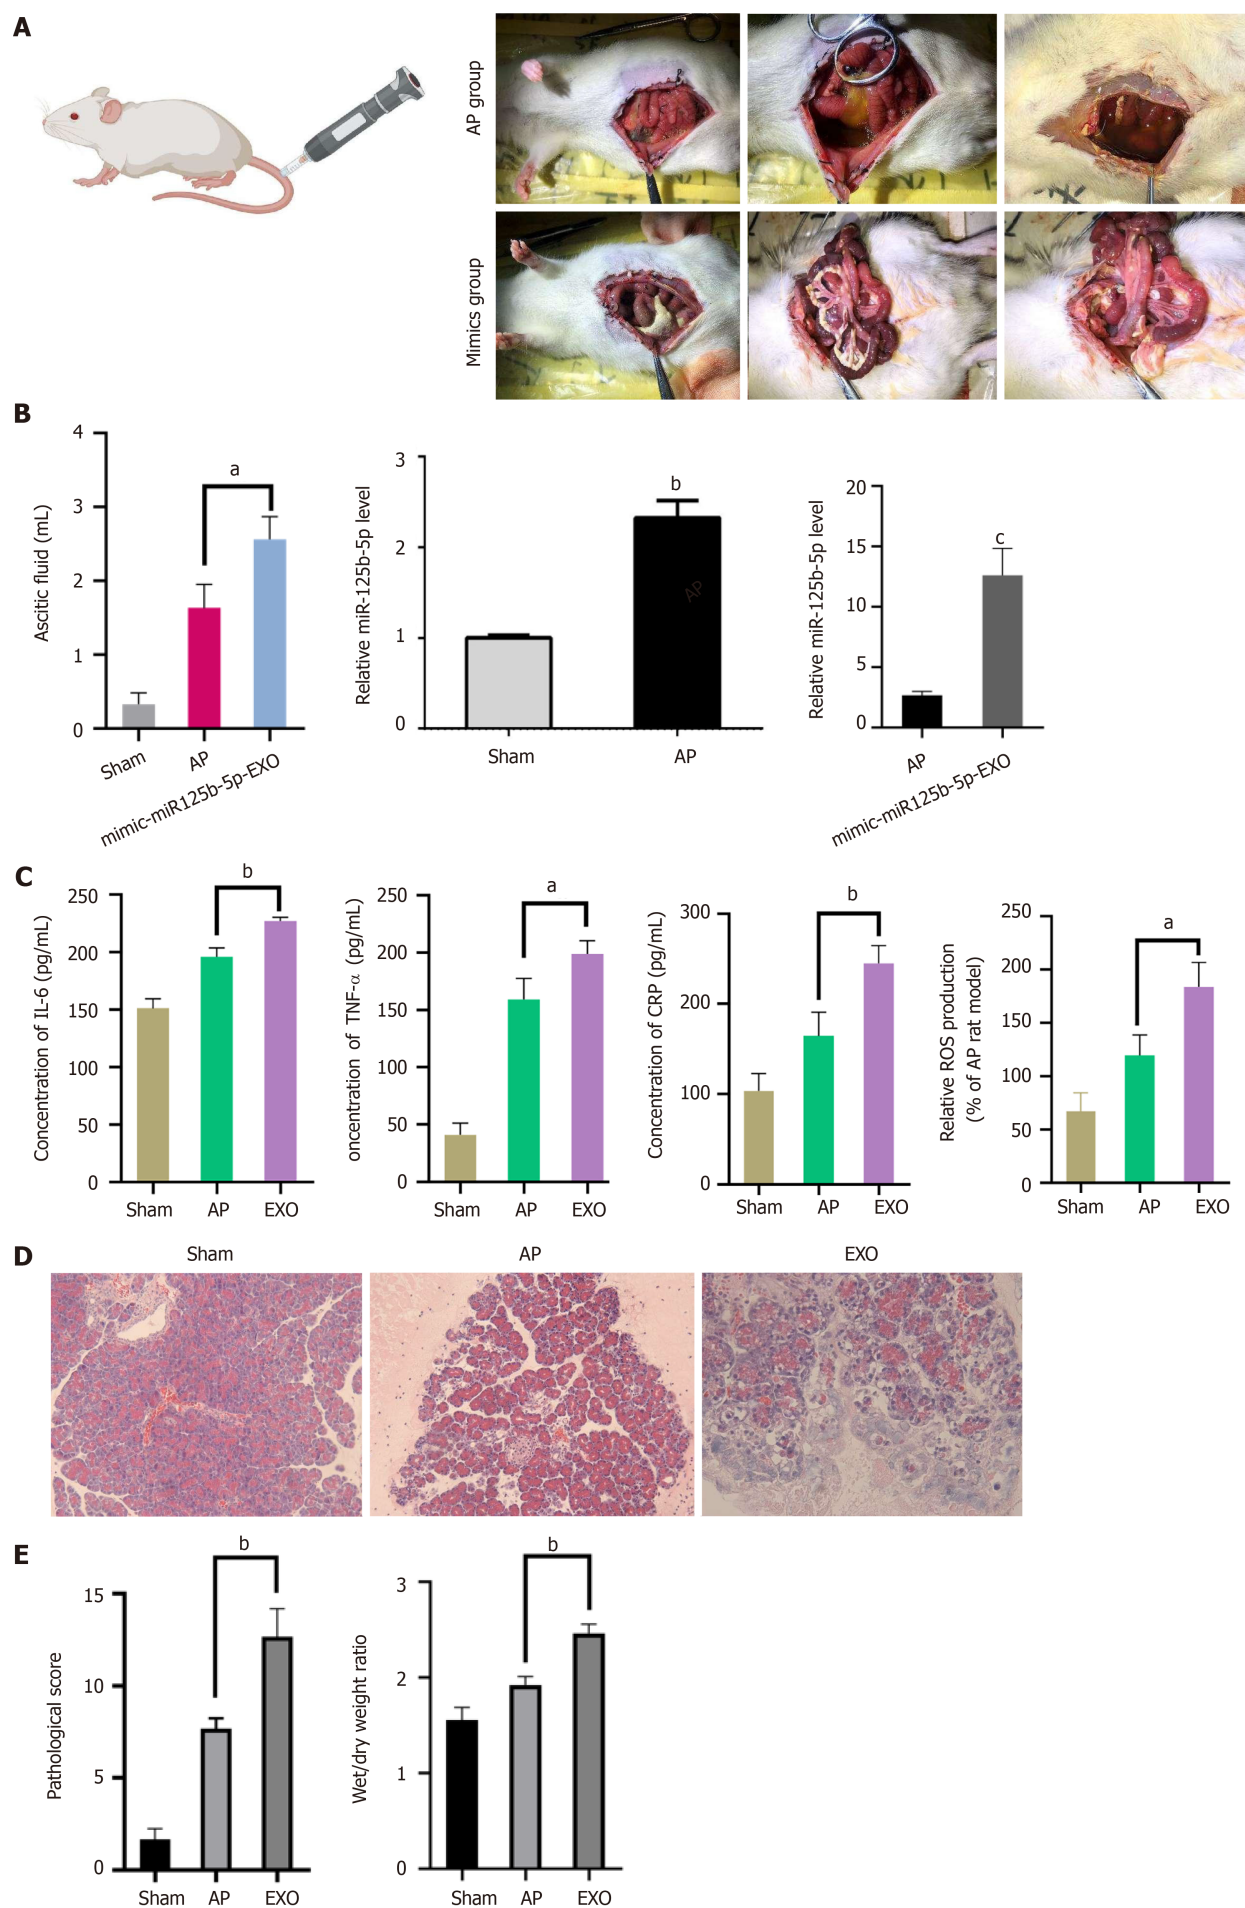 A
AP group
Mimics group
B
4
3
2
1
0
Ascitic fluid (mL)
a
Sham
AP
mimic-miR125b-5p-EXO
3
2
1
0
Relative miR-125b-5p level
b
AP
Sham
AP
20
15
10
5
0
Relative miR-125b-5p level
c
AP
mimic-miR125b-5p-EXO
C
250
200
150
100
50
0
Concentration of IL-6 (pg/mL)
b
Sham
AP
EXO
250
200
150
100
50
0
oncentration of TNF-α (pg/mL)
a
Sham
AP
EXO
300
200
100
0
Concentration of CRP (pg/mL)
b
Sham
AP
EXO
250
200
150
100
50
0
Relative ROS production
(% of AP rat model)
a
Sham
AP
EXO
D
Sham
AP
EXO
E
15
10
5
0
Pathological score
b
Sham
AP
EXO
3
2
1
0
Wet/dry weight ratio
b
Sham
AP
EXO